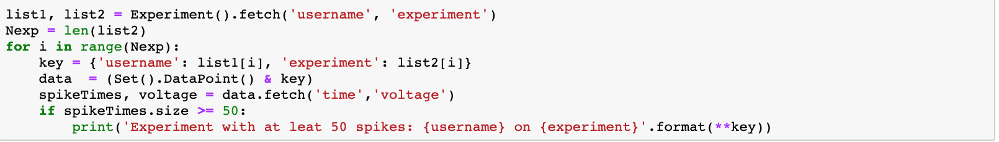 list1, list2 = Experiment().fetch('username', 'experiment')
Nexp = len(list2)
for i in range(Nexp):
    key = {'username': list1[i], 'experiment': list2[i]}
    data  = (Set().DataPoint() & key)
    spikeTimes, voltage = data.fetch('time','voltage')
    if spikeTimes.size >= 50:
        print('Experiment with at leat 50 spikes: {username} on {experiment}'.format(**key))